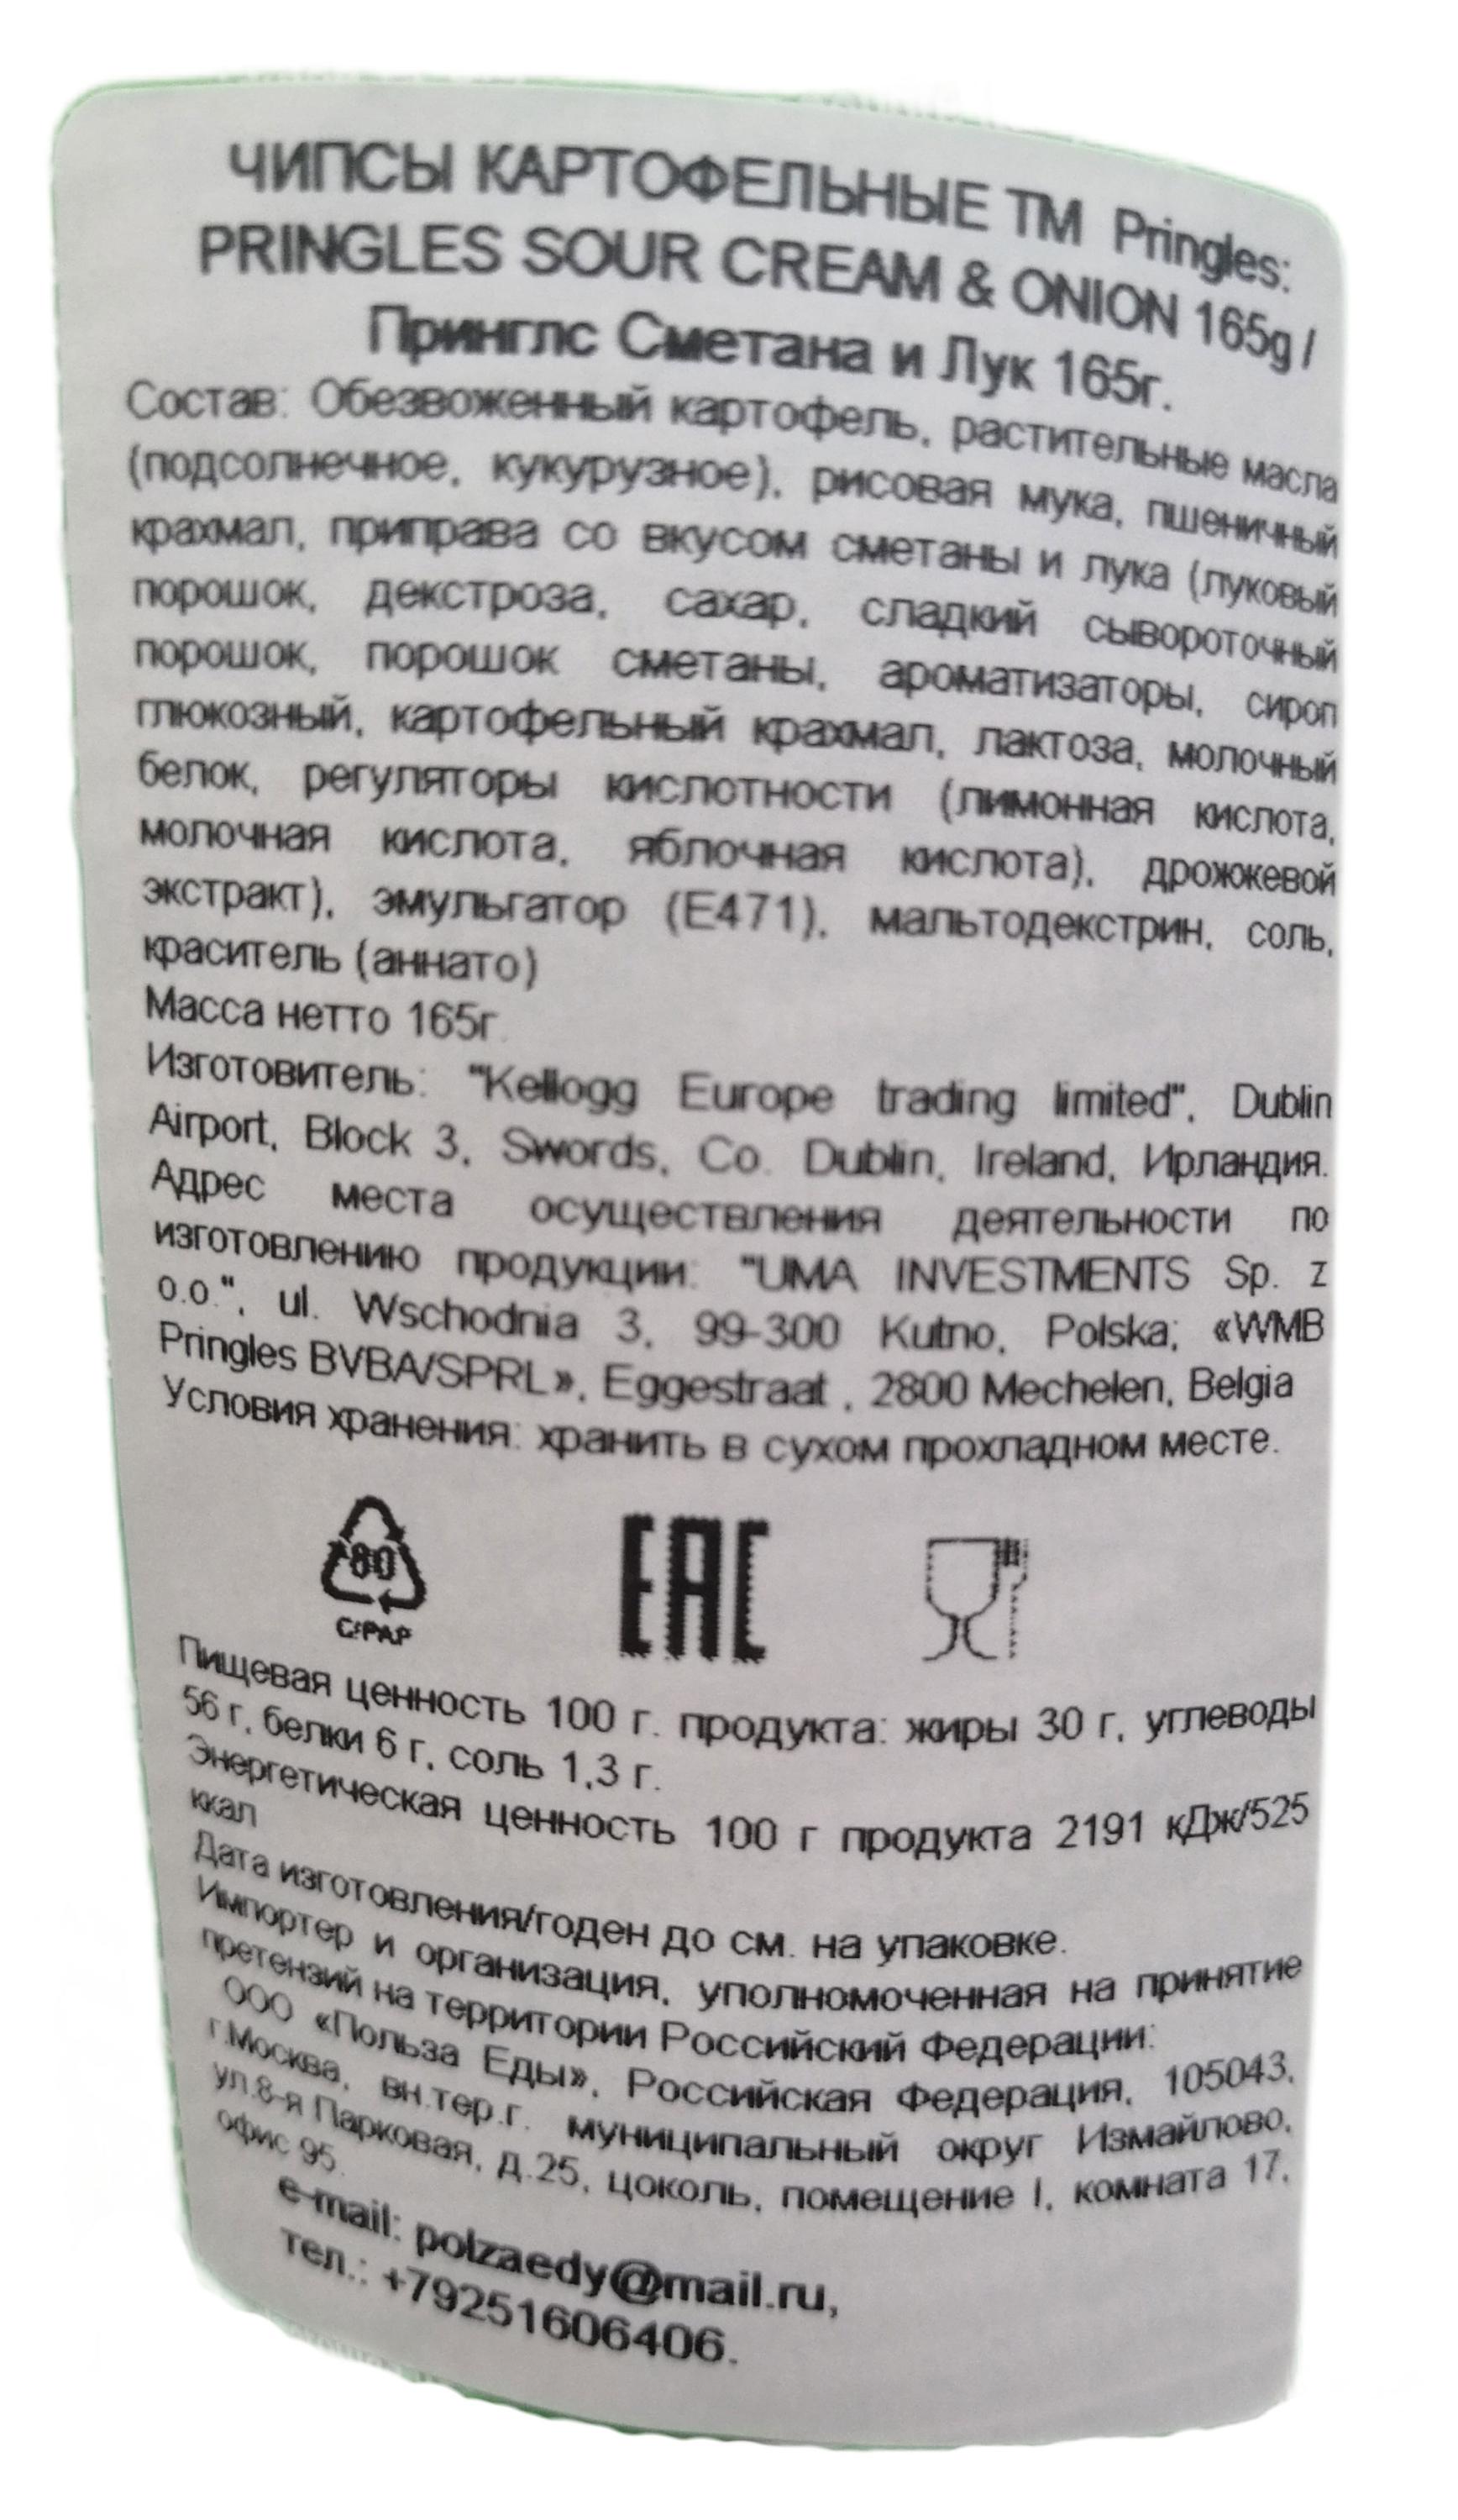 ЧИПСЫ КАРТОФЕЛЬНЫЕ ТМ Pringles:
PRINGLES SOUR CREAM & ONION 165g /
Принглс Сметана и Лук 165г.
Состав: Обезвоженный картофель, растительные масла
(подсолнечное, кукурузное), рисовая мука, пшеничный
крахмал, приправа со вкусом сметаны и лука (луковый
порошок, декстроза, сахар, сладкий сывороточный
порошок, порошок сметаны, ароматизаторы, сироп
глюкозный, картофельный крахмал, лактоза, молочный
белок, регуляторы кислотности (лимонная кислота,
молочная кислота, яблочная кислота), дрожжевой
экстракт), эмульгатор (Е471), мальтодекстрин, соль,
краситель (аннато)
Масса нетто 165г.
Изготовитель: "Kellogg Europe trading limited", Dublin
Airport, Block 3, Swords, Co. Dublin, Ireland, Ирландия.
Адрес места осуществления деятельности по
изготовлению продукции: "UMA INVESTMENTS Sp. z
o.o.", ul. Wschodnia 3, 99-300 Kutno, Polska; «WMB
Pringles BVBA/SPRL», Eggestraat , 2800 Mechelen, Belgia
Условия хранения: хранить в сухом прохладном месте.
80 EAC
C/PAP
Пищевая ценность 100 г. продукта: жиры 30 г, углеводы
56 г, белки 6 г, соль 1,3 г.
Энергетическая ценность 100 г продукта 2191 кДж/525
ккал
Дата изготовления/годен до см. на упаковке.
Импортер и организация, уполномоченная на принятие
претензий на территории Российский Федерации:
ООО «Польза Еды», Российская Федерация, 105043,
г.Москва, вн.тер.г. муниципальный округ Измайлово,
ул.8-я Парковая, д.25, цоколь, помещение I, комната 17,
офис 95.
e-mail: polzaedy@mail.ru,
тел.: +79251606406.